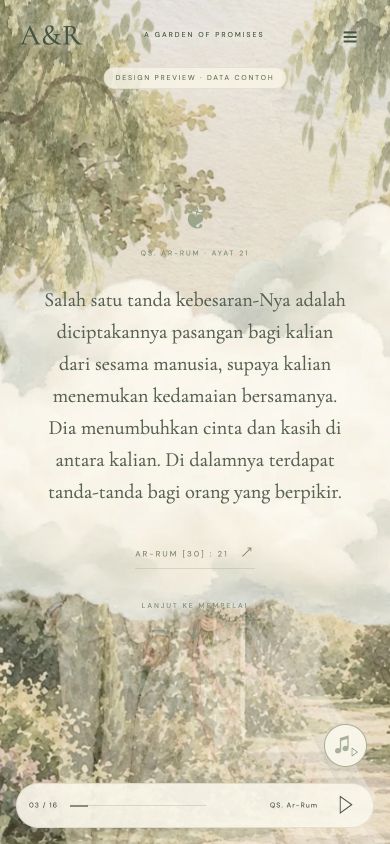 A&R
A GARDEN OF PROMISES
DESIGN PREVIEW · DATA CONTOH
QS. AR-RUM · AYAT 21
Salah satu tanda kebesaran-Nya adalah
diciptakannya pasangan bagi kalian
dari sesama manusia, supaya kalian
menemukan kedamaian bersamanya.
Dia menumbuhkan cinta dan kasih di
antara kalian. Di dalamnya terdapat
tanda-tanda bagi orang yang berpikir.
AR-RUM [30] : 21 ↗
LANJUT KE MEMPELAI
03 / 16 QS. Ar-Rum